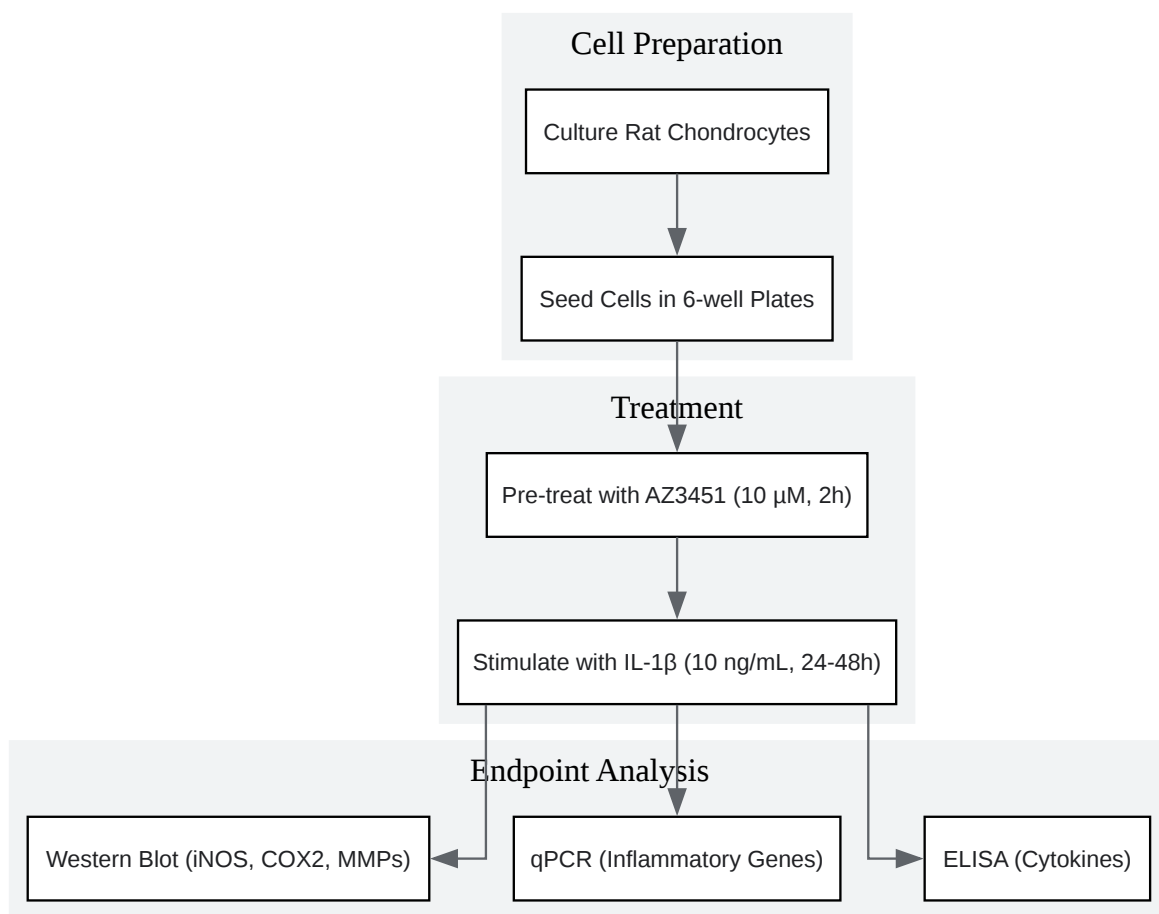 Cell Preparation
Culture Rat Chondrocytes
Seed Cells in 6-well Plates
Treatment
Pre-treat with AZ3451 (10 µM, 2h)
Stimulate with IL-1β (10 ng/mL, 24-48h)
Endpoint Analysis
Western Blot (iNOS, COX2, MMPs)
qPCR (Inflammatory Genes)
ELISA (Cytokines)